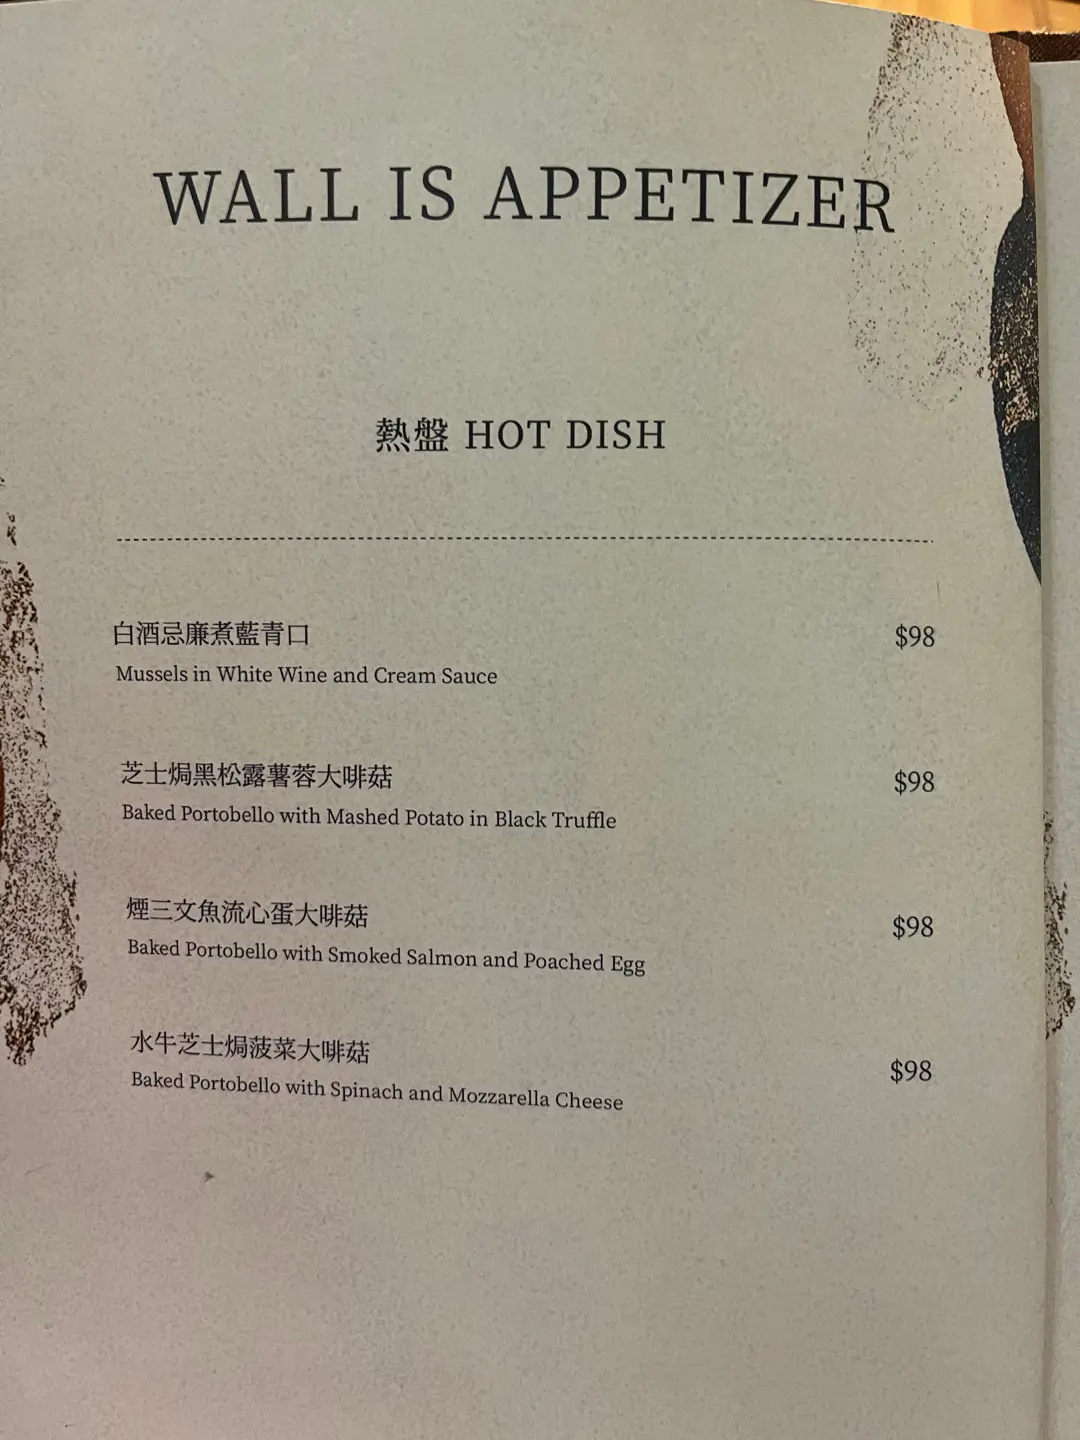 WALL IS APPETIZER
熱盤 HOT DISH
白酒忌廉煮藍青口 $98
Mussels in White Wine and Cream Sauce
芝士焗黑松露薯蓉大啡菇 $98
Baked Portobello with Mashed Potato in Black Truffle
煙三文魚流心蛋大啡菇 $98
Baked Portobello with Smoked Salmon and Poached Egg
水牛芝士焗菠菜大啡菇 $98
Baked Portobello with Spinach and Mozzarella Cheese